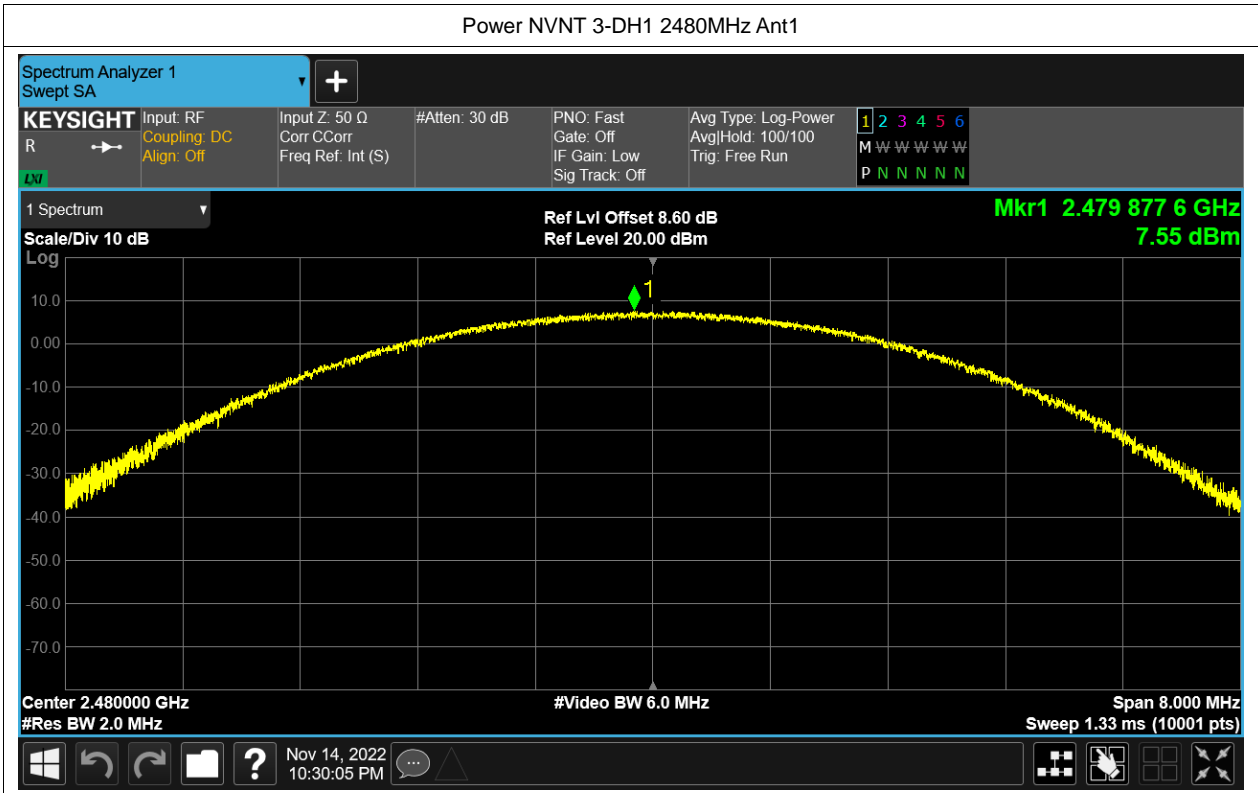 Power NVNT 3-DH1 2480MHz Ant1
Spectrum Analyzer 1
Swept SA
KEYSIGHT
R
LXI
Input: RF
Coupling: DC
Align: Off
Input Z: 50 Ω
Corr CCorr
Freq Ref: Int (S)
#Atten: 30 dB
PNO: Fast
Gate: Off
IF Gain: Low
Sig Track: Off
Avg Type: Log-Power
Avg|Hold: 100/100
Trig: Free Run
1 2 3 4 5 6
M W W W W W
P N N N N N
1 Spectrum
Scale/Div 10 dB
Ref Lvl Offset 8.60 dB
Ref Level 20.00 dBm
Mkr1 2.479 877 6 GHz
7.55 dBm
Log
10.0
0.00
-10.0
-20.0
-30.0
-40.0
-50.0
-60.0
-70.0
1
Center 2.480000 GHz
#Res BW 2.0 MHz
#Video BW 6.0 MHz
Span 8.000 MHz
Sweep 1.33 ms (10001 pts)
?
Nov 14, 2022
10:30:05 PM